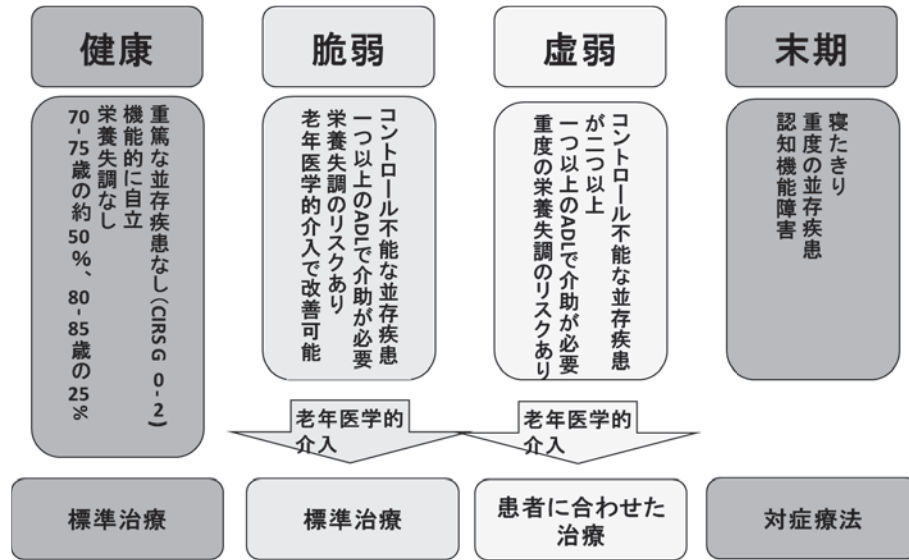 健康
重篤な並存疾患なし(CIRS G 0-2)
機能的に自立
栄養失調なし
70-75歳の約50%、80-85歳の25%
脆弱
コントロール不能な並存疾患
一つ以上のADLで介助が必要
栄養失調のリスクあり
老年医学的介入で改善可能
虚弱
コントロール不能な並存疾患
が二つ以上
一つ以上のADLで介助が必要
重度の栄養失調のリスクあり
末期
寝たきり
重度の並存疾患
認知機能障害
老年医学的
介入
老年医学的
介入
標準治療
標準治療
患者に合わせた
治療
対症療法